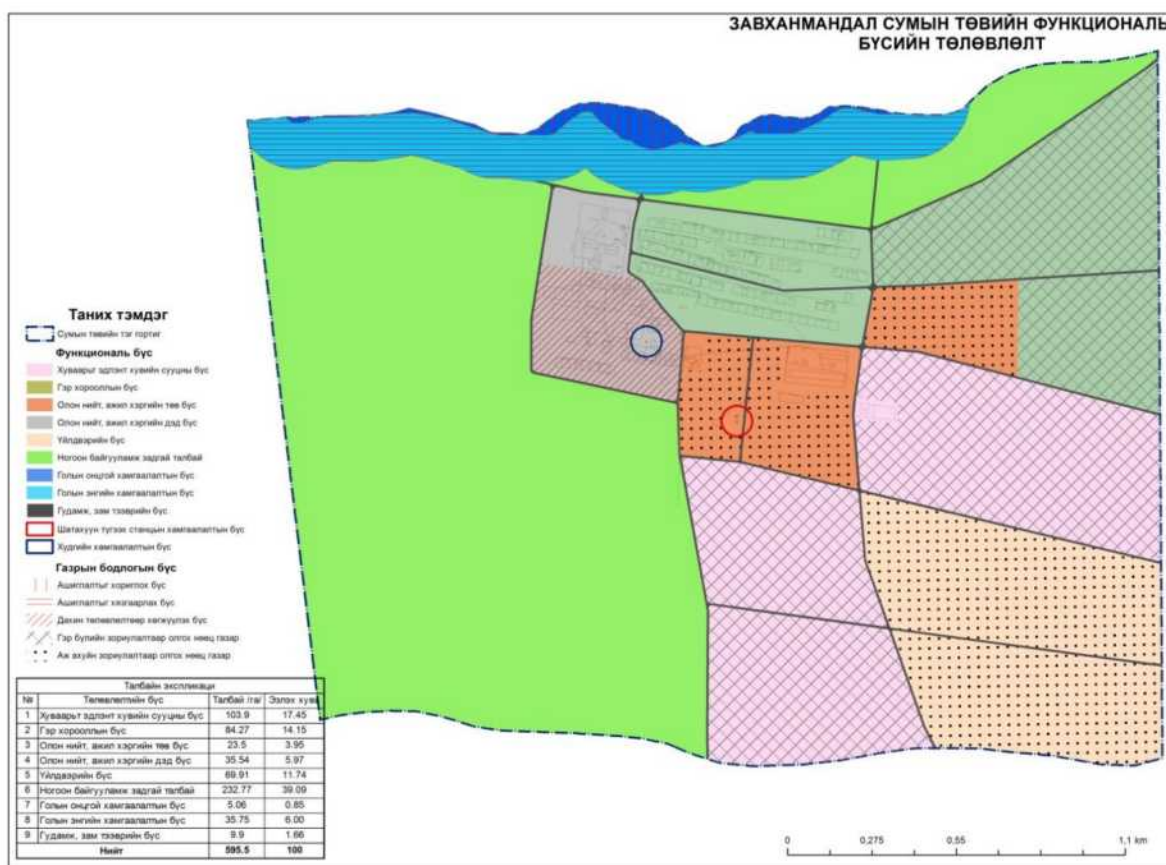 ЗАВХАНМАНДАЛ СУМЫН ТӨВИЙН ФУНКЦИОНАЛЬ
БҮСИЙН ТӨЛӨВЛӨЛТ
Таних тэмдэг
Сумын төвийн тэг гортиг
Функциональ бүс
Хуваарьт эдлэнт хувийн сууцны бүс
Гэр хорооллын бүс
Олон нийт, ажил хэргийн төв бүс
Олон нийт, ажил хэргийн дэд бүс
Үйлдвэрийн бүс
Ногоон байгууламж задгай талбай
Голын онцгой хамгаалалтын бүс
Голын энгийн хамгаалалтын бүс
Гудамж, зам тээврийн бүс
Шатахуун түгээх станцын хамгаалалтын бүс
Худгийн хамгаалалтын бүс
Газрын бодлогын бүс
Ашиглалтыг хориглох бүс
Ашиглалтыг хязгаарлах бүс
Дахин төлөвлөлтөөр хөгжүүлэх бүс
Гэр бүлийн зориулалтаар олгох нөөц газар
Аж ахуйн зориулалтаар олгох нөөц газар
Талбайн экспликаци
№ Төлөвлөлтийн бүс Талбай /га/ Эзлэх хувь
1 Хуваарьт эдлэнт хувийн сууцны бүс 103.9 17.45
2 Гэр хорооллын бүс 84.27 14.15
3 Олон нийт, ажил хэргийн төв бүс 23.5 3.95
4 Олон нийт, ажил хэргийн дэд бүс 35.54 5.97
5 Үйлдвэрийн бүс 69.91 11.74
6 Ногоон байгууламж задгай талбай 232.77 39.09
7 Голын онцгой хамгаалалтын бүс 5.06 0.85
8 Голын энгийн хамгаалалтын бүс 35.75 6.00
9 Гудамж, зам тээврийн бүс 9.9 1.66
Нийт 595.5 100
0 0,275 0,55 1,1 km